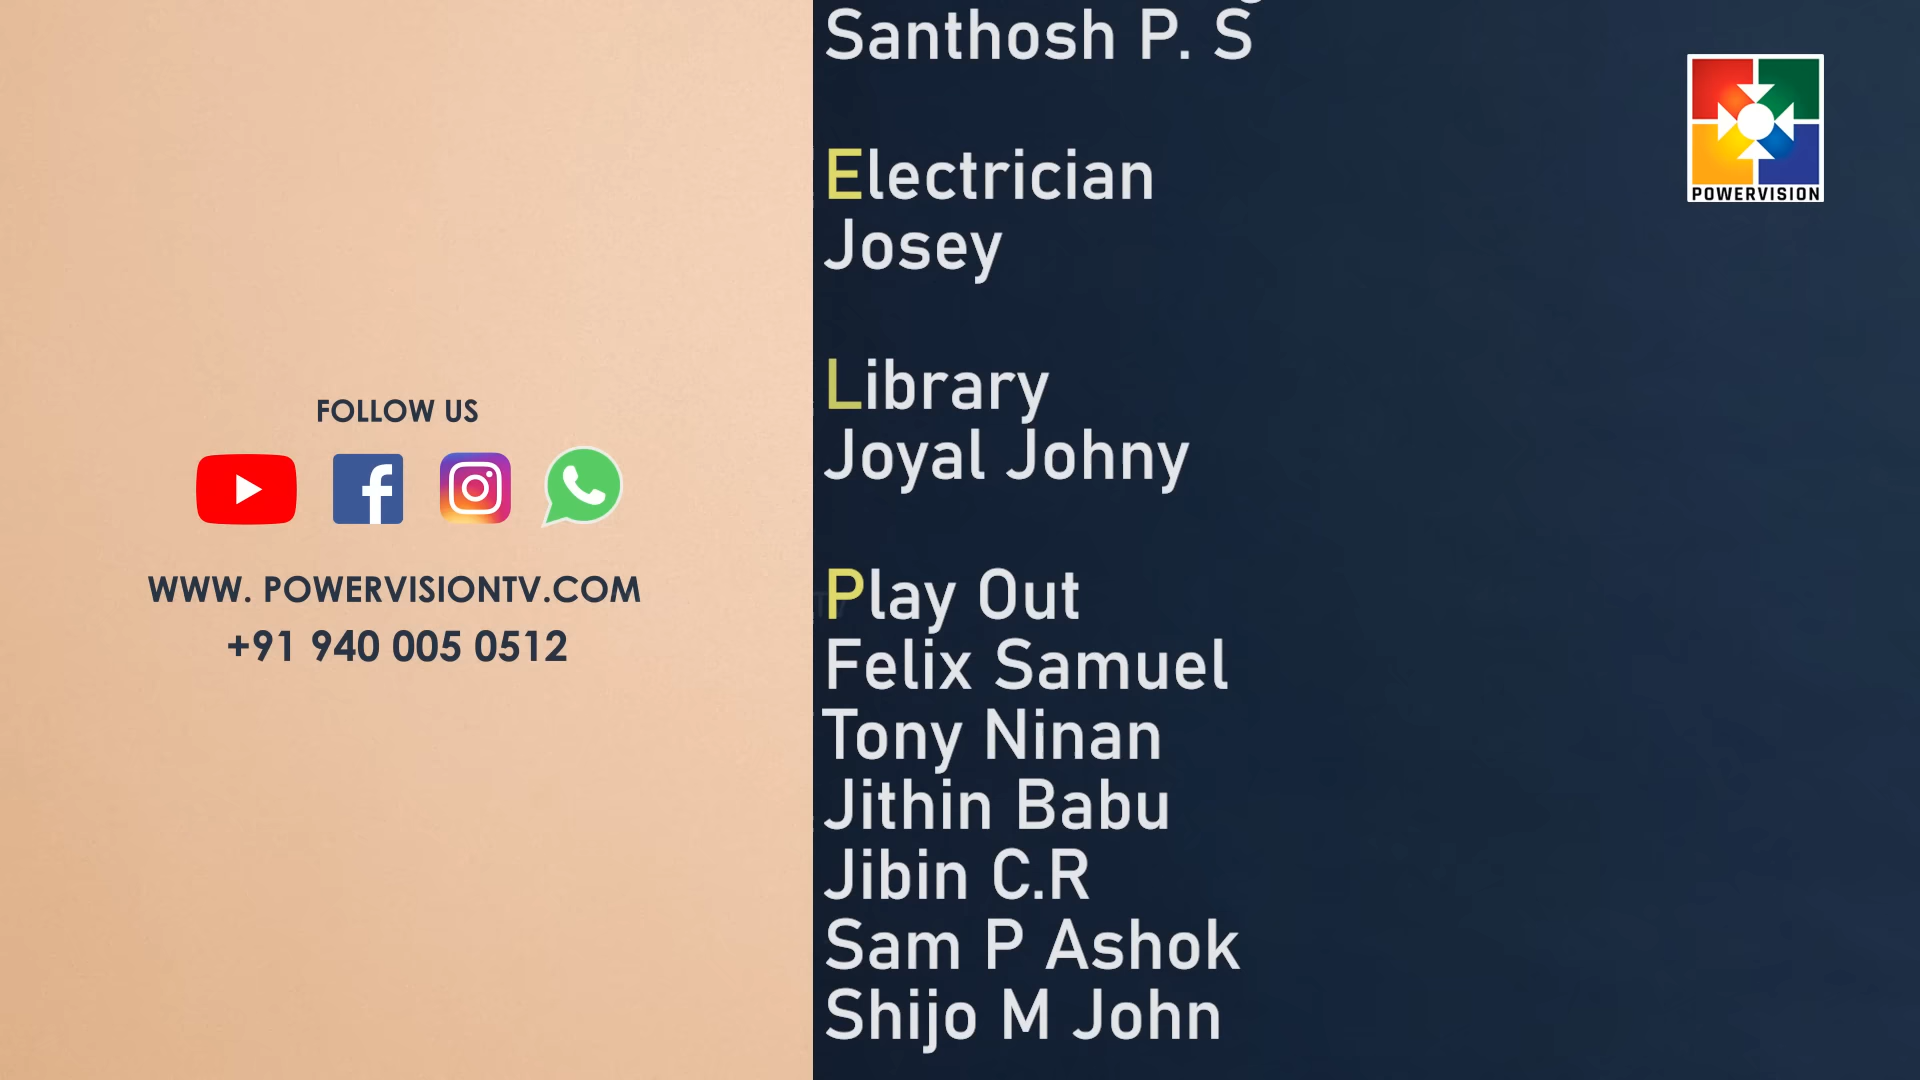 Santhosh P. S
Electrician
Josey
Library
Joyal Johny
Play Out
Felix Samuel
Tony Ninan
Jithin Babu
Jibin C.R
Sam P Ashok
Shijo M John
FOLLOW US
WWW. POWERVISIONTV.COM
+91 940 005 0512
POWERVISION